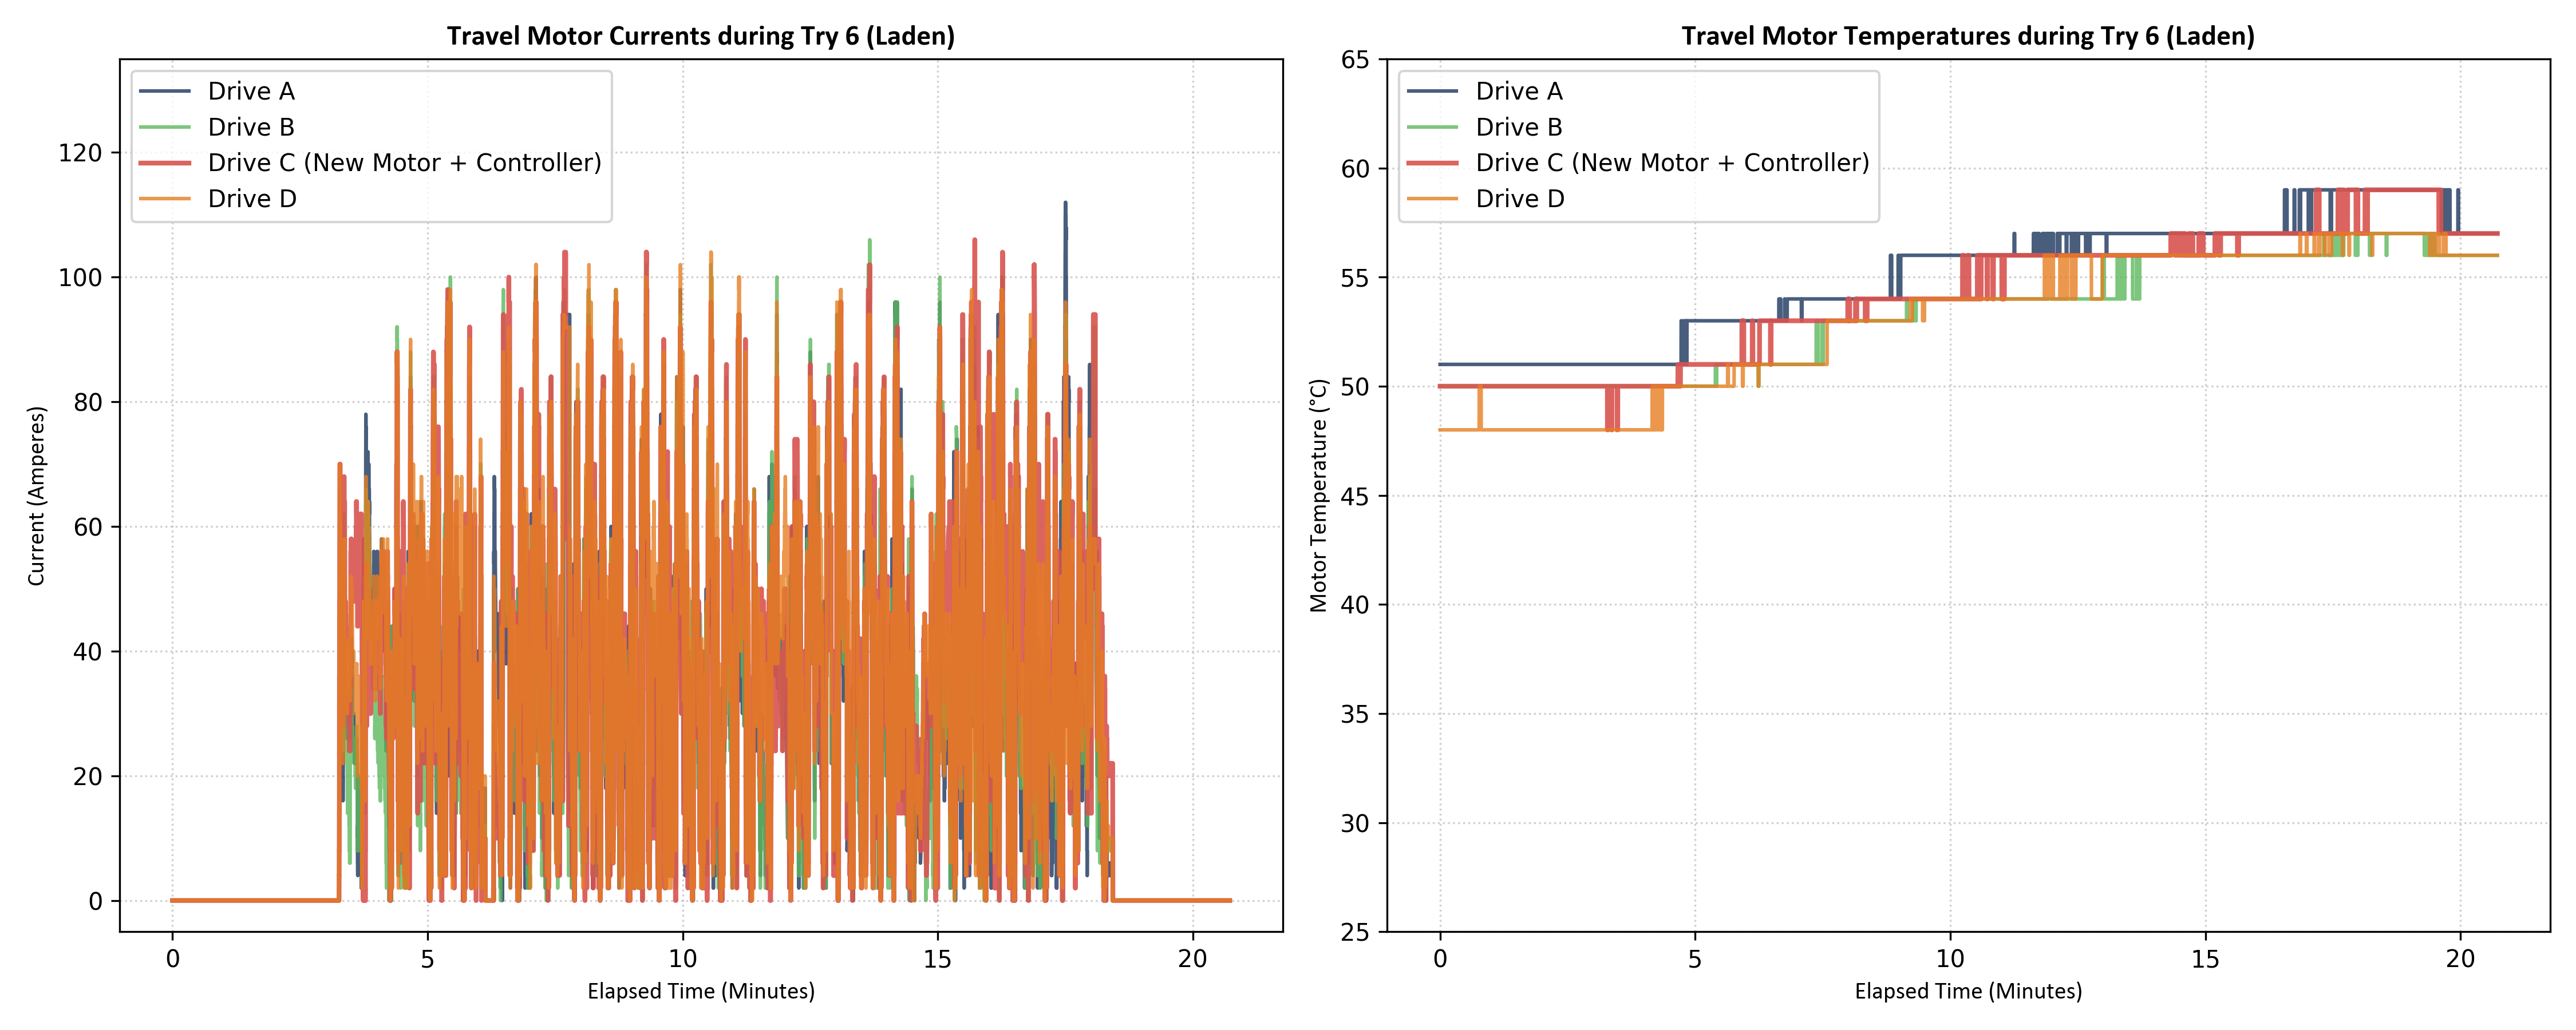 Travel Motor Currents during Try 6 (Laden)
Drive A
Drive B
Drive C (New Motor + Controller)
Drive D
120
100
80
60
40
20
0
Current (Amperes)
0 5 10 15 20
Elapsed Time (Minutes)
Travel Motor Temperatures during Try 6 (Laden)
Drive A
Drive B
Drive C (New Motor + Controller)
Drive D
65
60
55
50
45
40
35
30
25
Motor Temperature (°C)
0 5 10 15 20
Elapsed Time (Minutes)